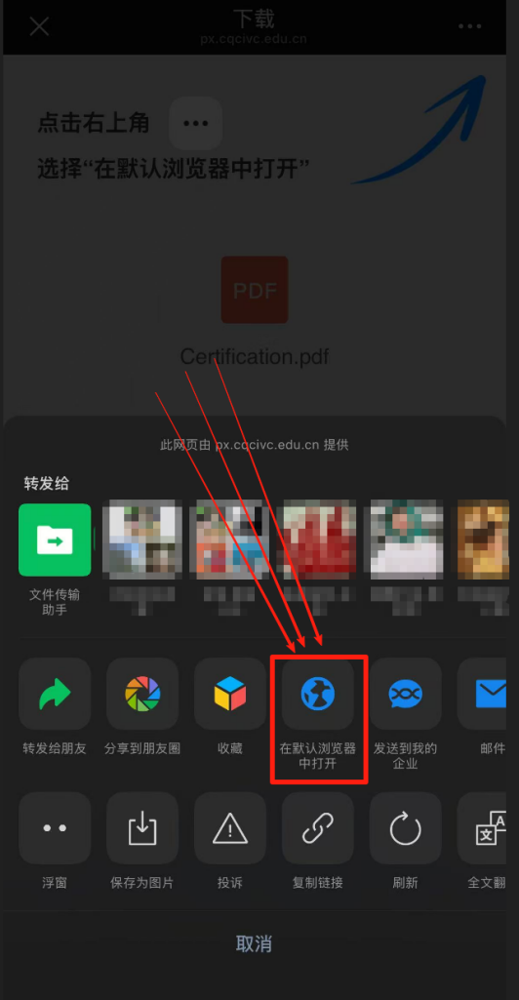 下载
px.cqcivc.edu.cn
点击右上角
选择“在默认浏览器中打开”
PDF
Certification.pdf
此网页由 px.cqcivc.edu.cn 提供
转发给
文件传输
助手
转发给朋友
分享到朋友圈
收藏
在默认浏览器
中打开
发送到我的
企业
邮件
浮窗
保存为图片
投诉
复制链接
刷新
全文翻
取消